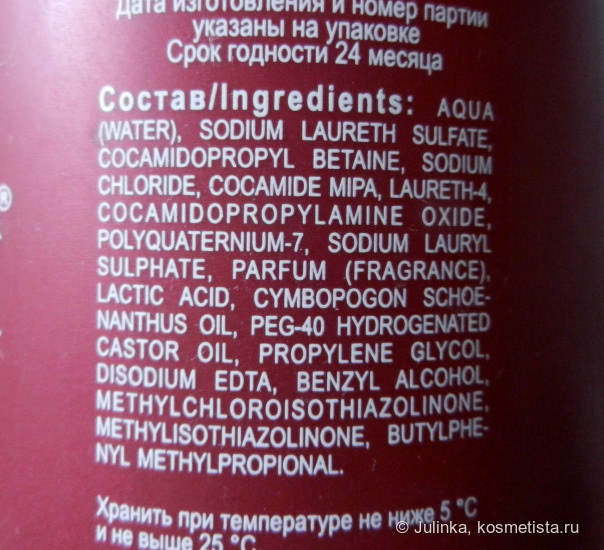 Дата изготовления и номер партии
указаны на упаковке
Срок годности 24 месяца
Состав/Ingredients: AQUA
(WATER), SODIUM LAURETH SULFATE,
COCAMIDOPROPYL BETAINE, SODIUM
CHLORIDE, COCAMIDE MIPA, LAURETH-4,
COCAMIDOPROPYLAMINE OXIDE,
POLYQUATERNIUM-7, SODIUM LAURYL
SULPHATE, PARFUM (FRAGRANCE),
LACTIC ACID, CYMBOPOGON SCHOE-
NANTHUS OIL, PEG-40 HYDROGENATED
CASTOR OIL, PROPYLENE GLYCOL,
DISODIUM EDTA, BENZYL ALCOHOL,
METHYLCHLOROISOTHIAZOLINONE,
METHYLISOTHIAZOLINONE, BUTYLPHE-
NYL METHYLPROPIONAL.
®
Хранить при температуре не ниже 5 °C
и не выше 25 °C.
© Julinka, kosmetista.ru